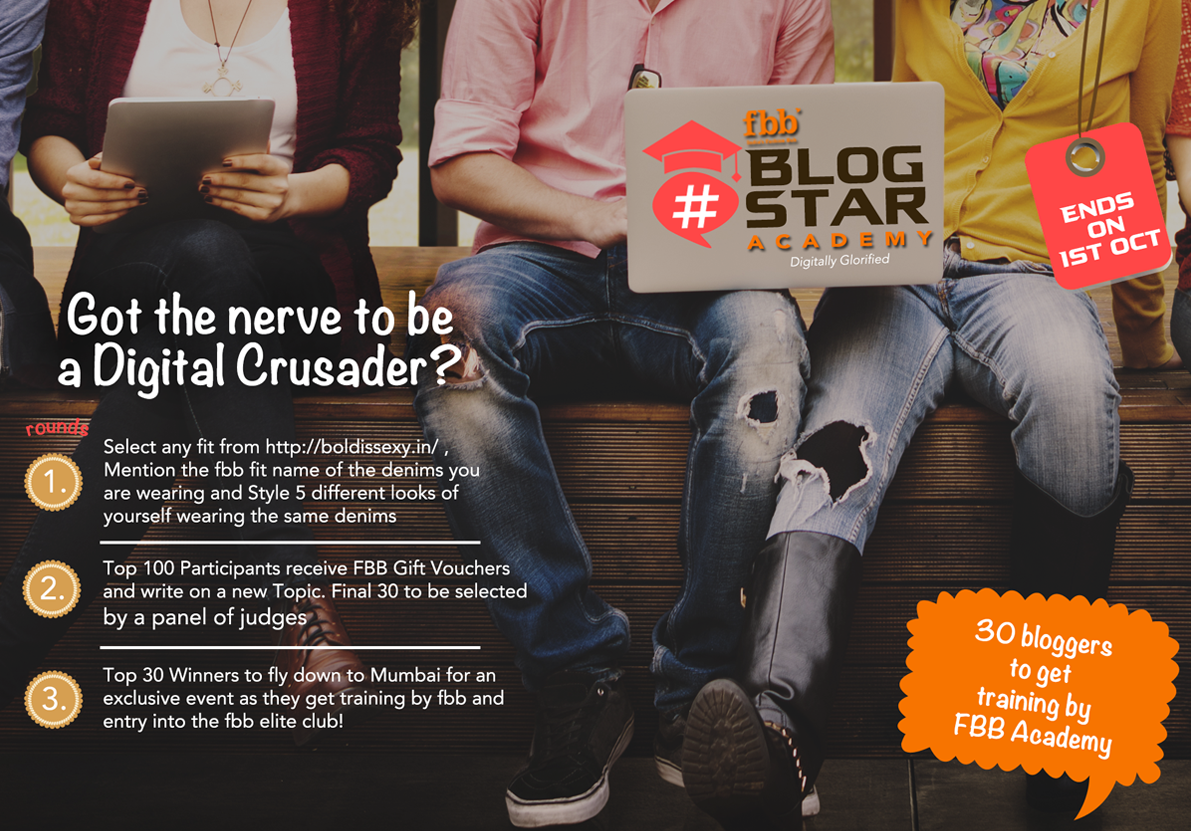 fbb
BLOG
STAR
ACADEMY
Digitally Glorified
#
ENDS
ON
1ST OCT
Got the nerve to be
a Digital Crusader?
rounds
1.
Select any fit from http://boldissexy.in/ ,
Mention the fbb fit name of the denims you
are wearing and Style 5 different looks of
yourself wearing the same denims
2.
Top 100 Participants receive FBB Gift Vouchers
and write on a new Topic. Final 30 to be selected
by a panel of judges
3.
Top 30 Winners to fly down to Mumbai for an
exclusive event as they get training by fbb and
entry into the fbb elite club!
30 bloggers
to get
training by
FBB Academy